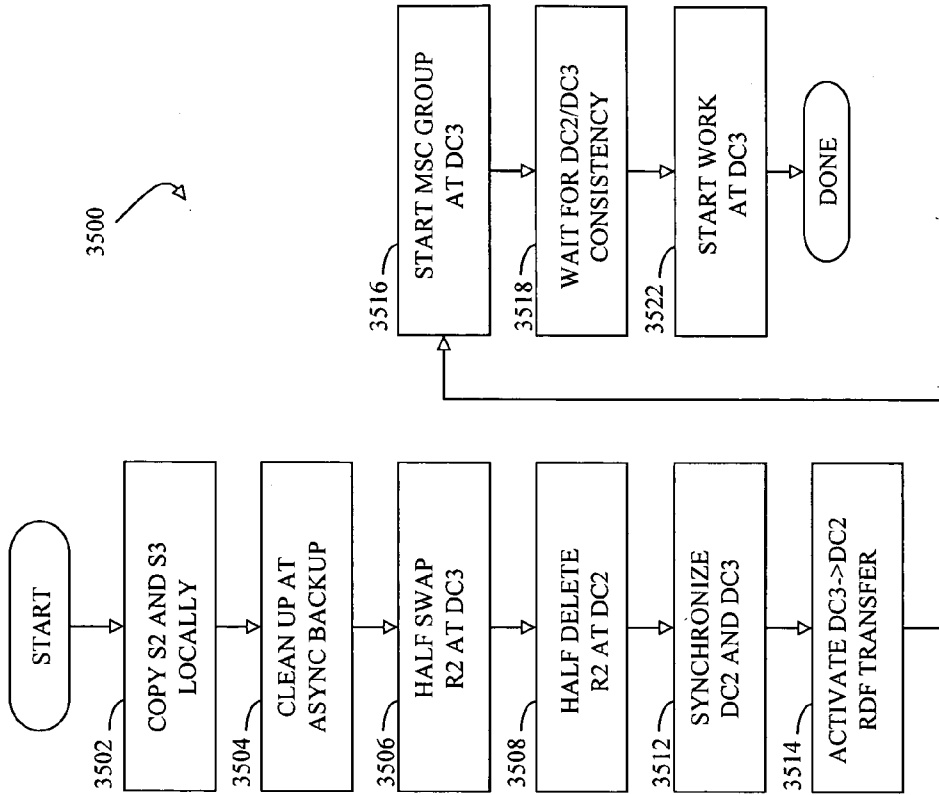 3500
START
3502
COPY S2 AND S3
LOCALLY
3504
CLEAN UP AT
ASYNC BACKUP
3506
HALF SWAP
R2 AT DC3
3508
HALF DELETE
R2 AT DC2
3512
SYNCHRONIZE
DC2 AND DC3
3514
ACTIVATE DC3->DC2
RDF TRANSFER
3516
START MSC GROUP
AT DC3
3518
WAIT FOR DC2/DC3
CONSISTENCY
3522
START WORK
AT DC3
DONE